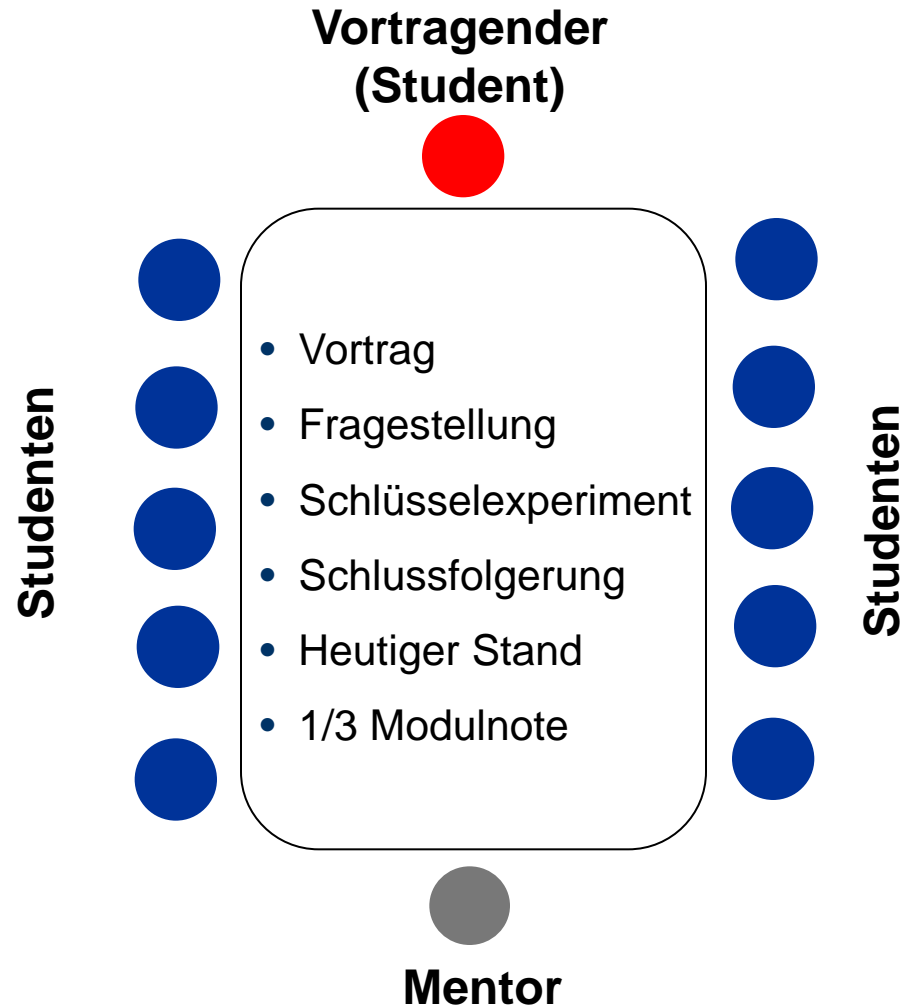 Vortragender
(Student)
Studenten
• Vortrag
• Fragestellung
• Schlüsselexperiment
• Schlussfolgerung
• Heutiger Stand
• 1/3 Modulnote
Studenten
Mentor